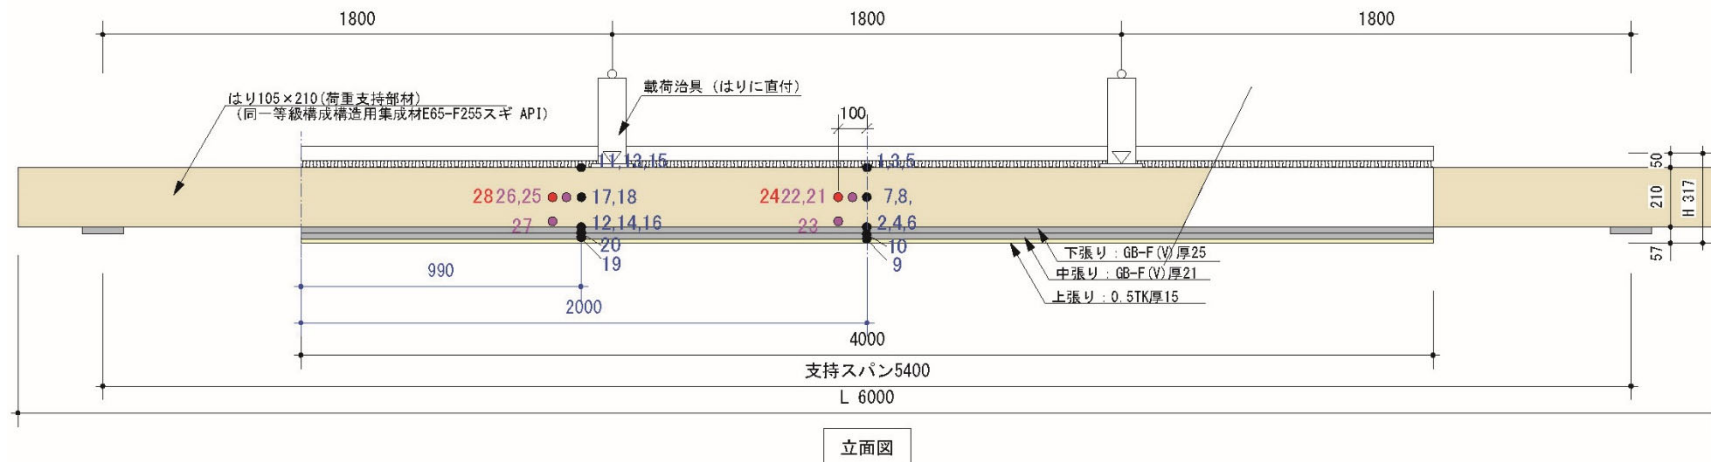 1800
1800
1800
はり105×210(荷重支持部材)
(同一等級構成構造用集成材E65-F255スギ API)
載荷治具 (はりに直付)
100
11,13,15
1,3,5
50
210
H 317
57
28 26,25
17,18
24 22,21
7,8,
27
12,14,16
23
2,4,6
20
10
19
9
下張り：GB-F(V)厚25
中張り：GB-F(V)厚21
上張り：0.5TK厚15
990
2000
4000
支持スパン5400
L 6000
立面図